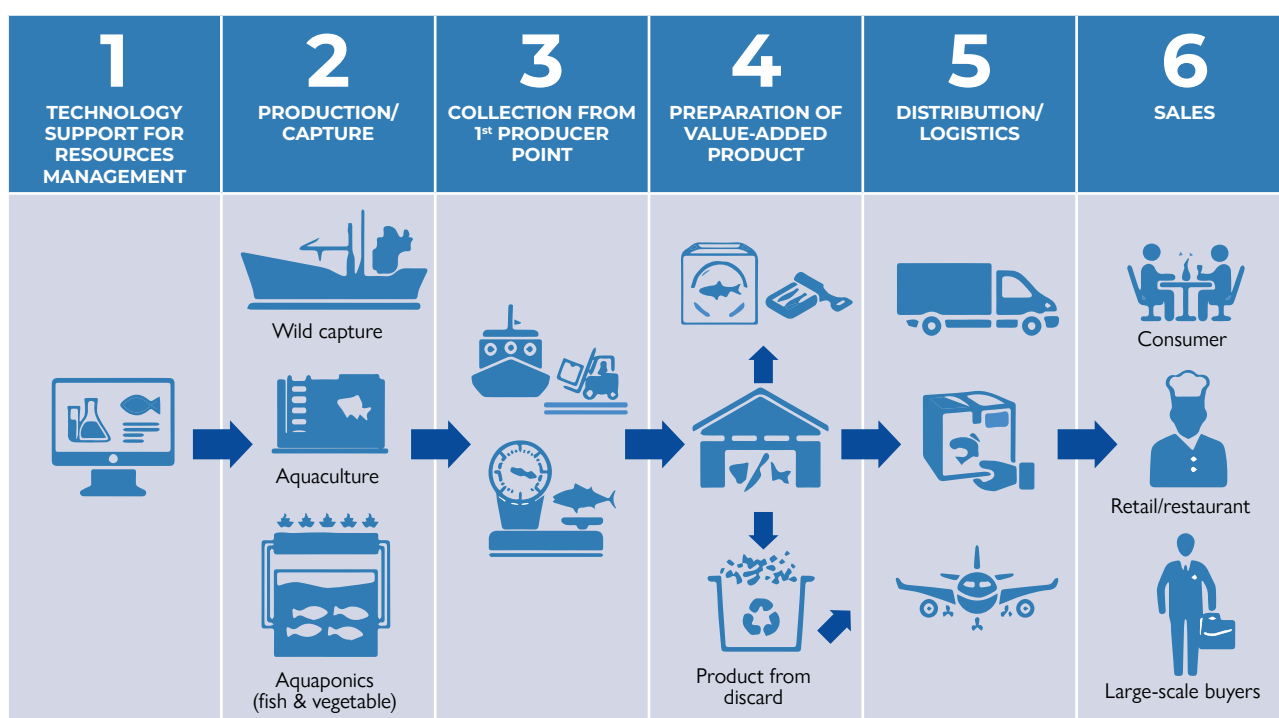 1
TECHNOLOGY
SUPPORT FOR
RESOURCES
MANAGEMENT
2
PRODUCTION/
CAPTURE
3
COLLECTION FROM
1st PRODUCER
POINT
4
PREPARATION OF
VALUE-ADDED
PRODUCT
5
DISTRIBUTION/
LOGISTICS
6
SALES
Wild capture
Aquaculture
Aquaponics
(fish & vegetable)
Product from
discard
Consumer
Retail/restaurant
Large-scale buyers